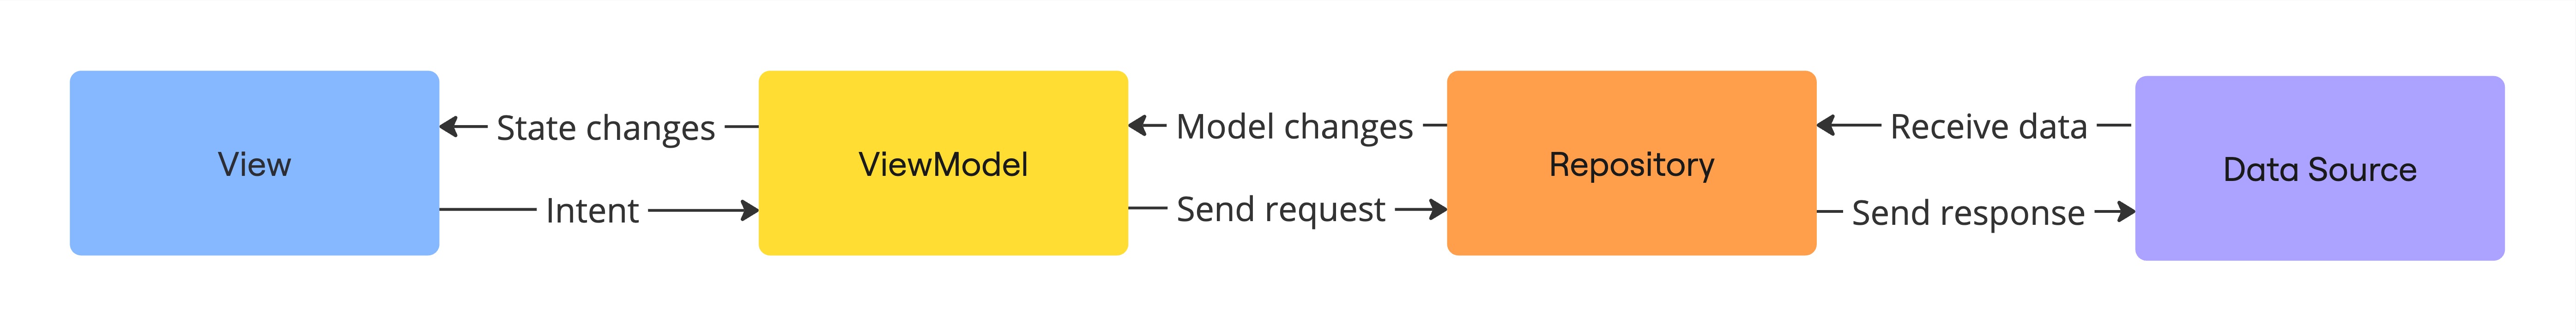 View
State changes
Intent
ViewModel
Model changes
Send request
Repository
Receive data
Send response
Data Source